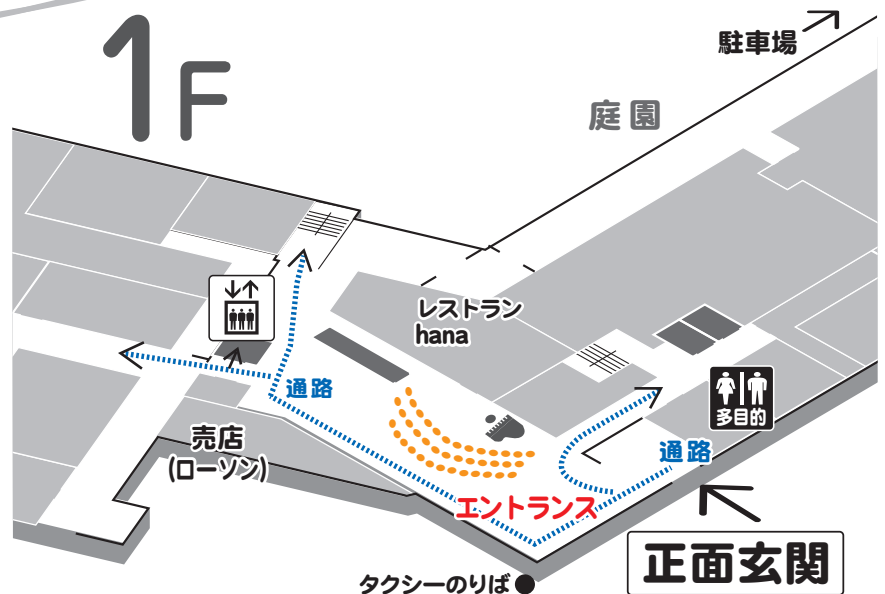 1F
駐車場
庭園
レストラン
hana
通路
多目的
売店
(ローソン)
通路
エントランス
正面玄関
タクシーのりば